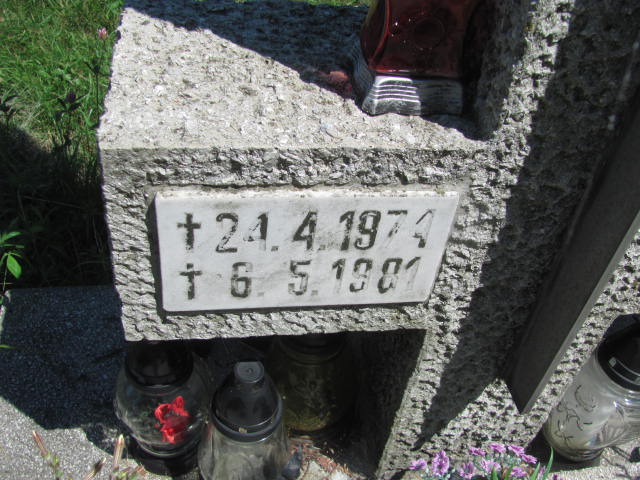 ✝ 24. 4. 1974
✝ 6. 5. 1981